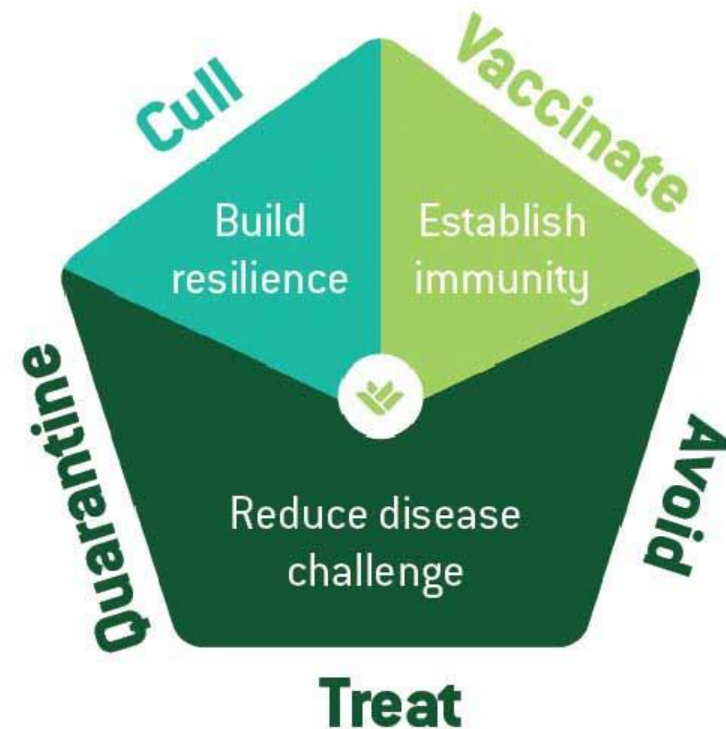 Cull
Vaccinate
Build
resilience
Establish
immunity
Quarantine
Avoid
Reduce disease
challenge
Treat